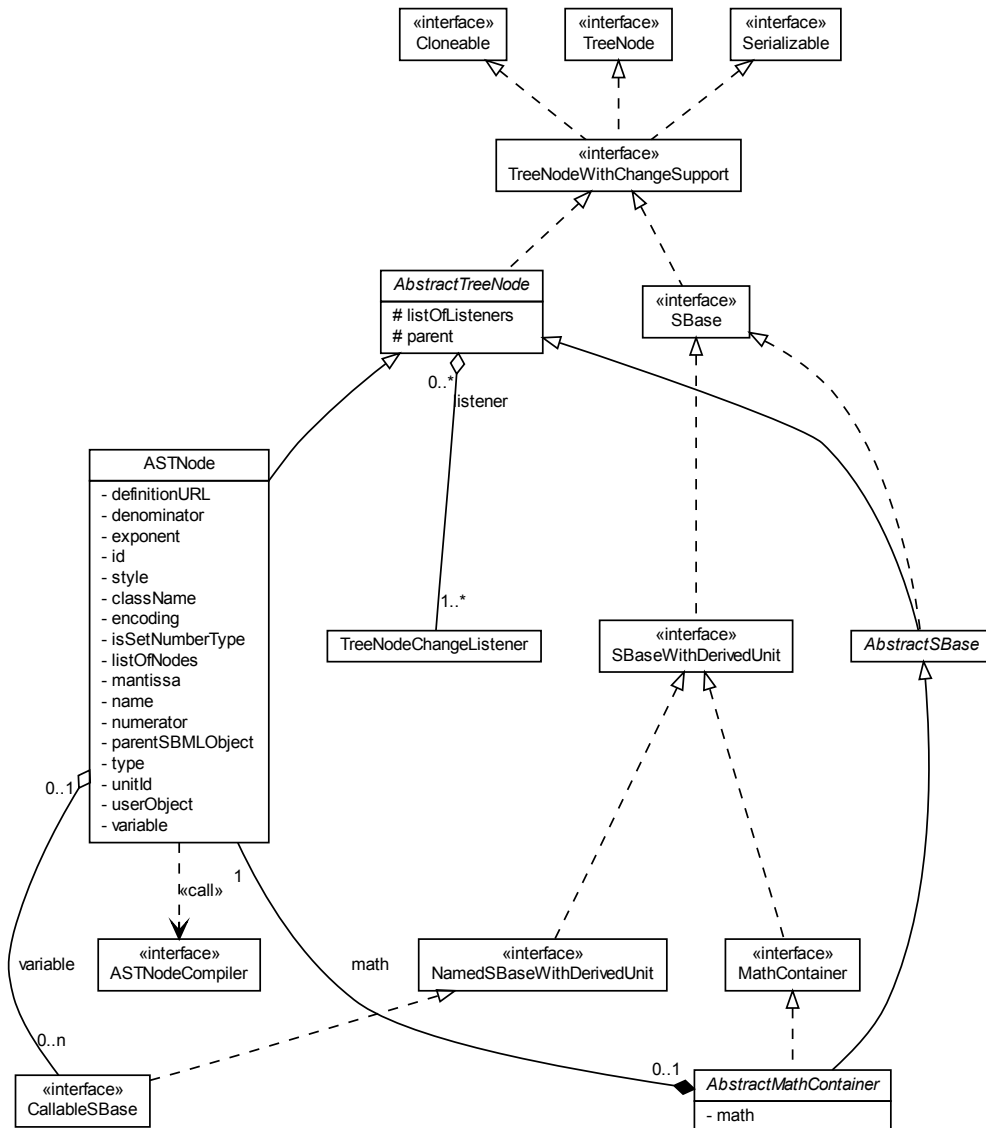 «interface»
Cloneable
«interface»
TreeNode
«interface»
Serializable
«interface»
TreeNodeWithChangeSupport
AbstractTreeNode
# listOfListeners
# parent
«interface»
SBase
0..*
listener
ASTNode
- definitionURL
- denominator
- exponent
- id
- style
- className
- encoding
- isSetNumberType
- listOfNodes
- mantissa
- name
- numerator
- parentSBMLObject
- type
- unitId
- userObject
- variable
1..*
TreeNodeChangeListener
«interface»
SBaseWithDerivedUnit
AbstractSBase
0..1
1
«call»
«interface»
ASTNodeCompiler
variable
math
«interface»
NamedSBaseWithDerivedUnit
«interface»
MathContainer
0..n
«interface»
CallableSBase
0..1
AbstractMathContainer
- math